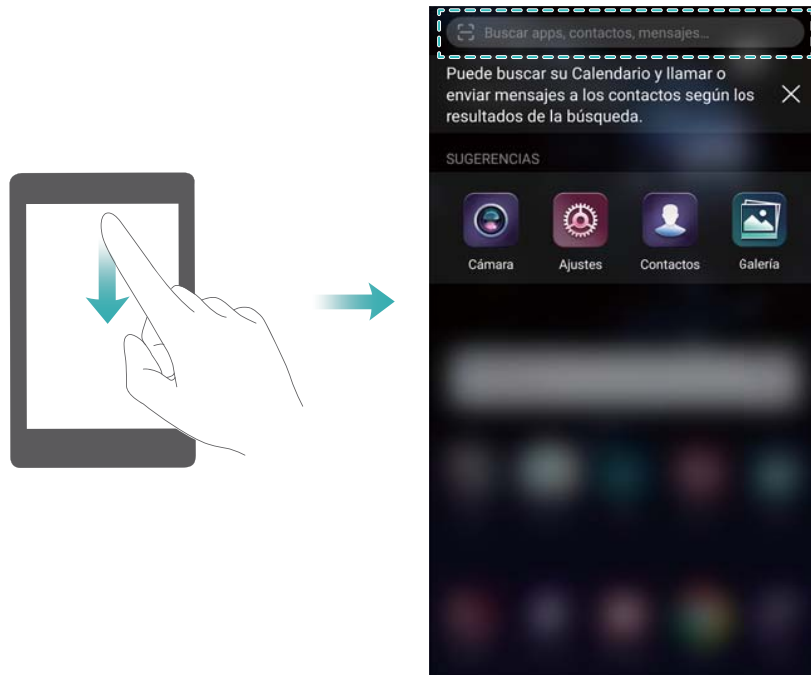 Buscar apps, contactos, mensajes...
Puede buscar su Calendario y llamar o
enviar mensajes a los contactos según los
resultados de la búsqueda.
SUGERENCIAS
Cámara Ajustes Contactos Galería